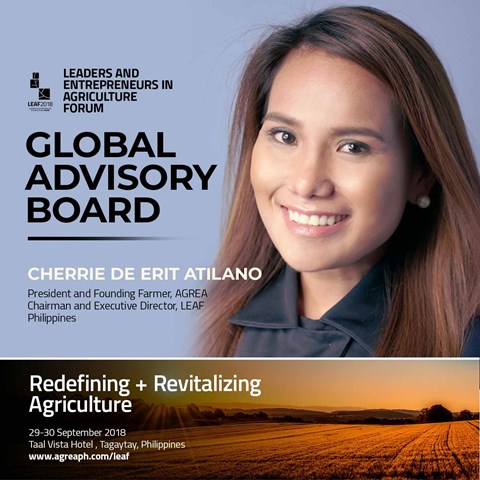 LEADERS AND
ENTREPRENEURS IN
AGRICULTURE
FORUM
LEAF2018
GLOBAL
ADVISORY
BOARD
CHERRIE DE ERIT ATILANO
President and Founding Farmer, AGREA
Chairman and Executive Director, LEAF
Philippines
Redefining + Revitalizing
Agriculture
29-30 September 2018
Taal Vista Hotel , Tagaytay, Philippines
www.agreaph.com/leaf